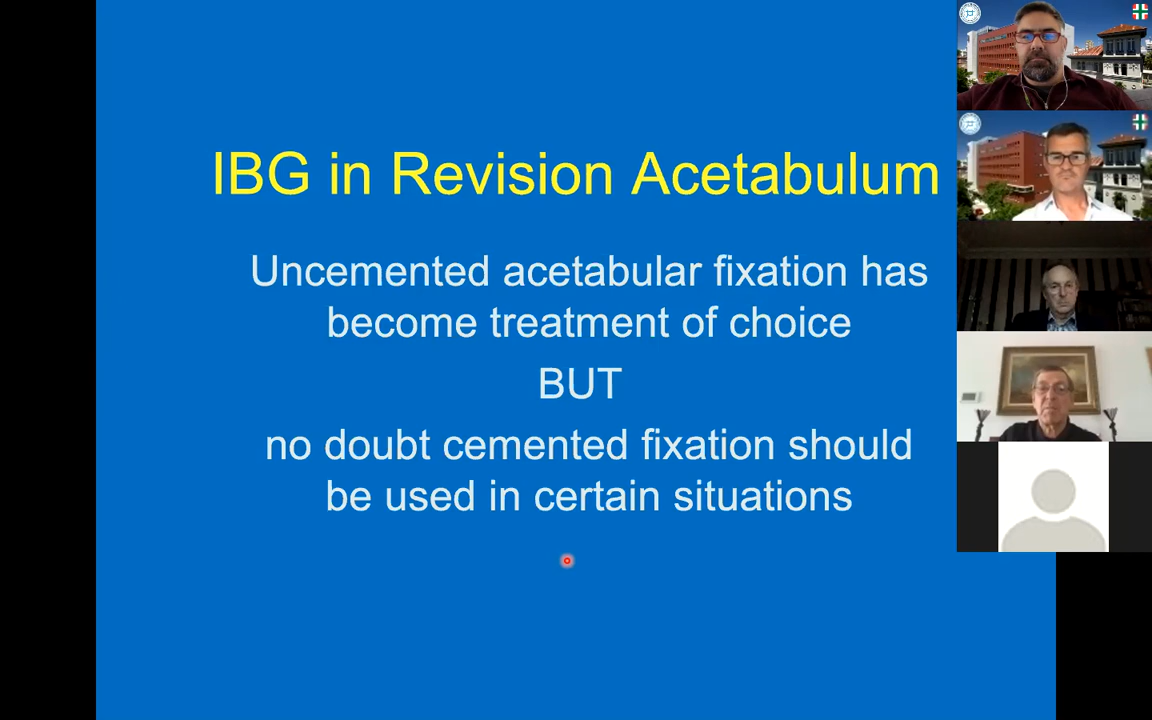 IBG in Revision Acetabulum
Uncemented acetabular fixation has
become treatment of choice
BUT
no doubt cemented fixation should
be used in certain situations